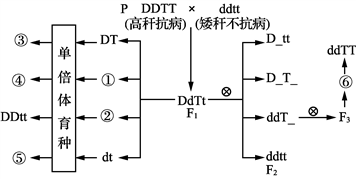 P DDTT × ddtt
(高秆抗病) (矮秆不抗病)
③ 单倍体育种 DT D_tt ddTT
④ ① D_T_ ⑥
DDtt ② DdTt ⊗ ddT_ ⊗ F₃
F₁
⑤ dt ddtt
F₂